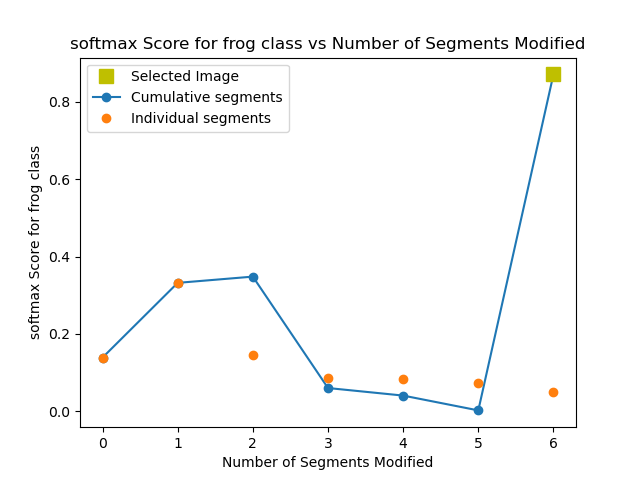 softmax Score for frog class vs Number of Segments Modified
Selected Image
Cumulative segments
Individual segments
softmax Score for frog class
0.8
0.6
0.4
0.2
0.0
0 1 2 3 4 5 6
Number of Segments Modified